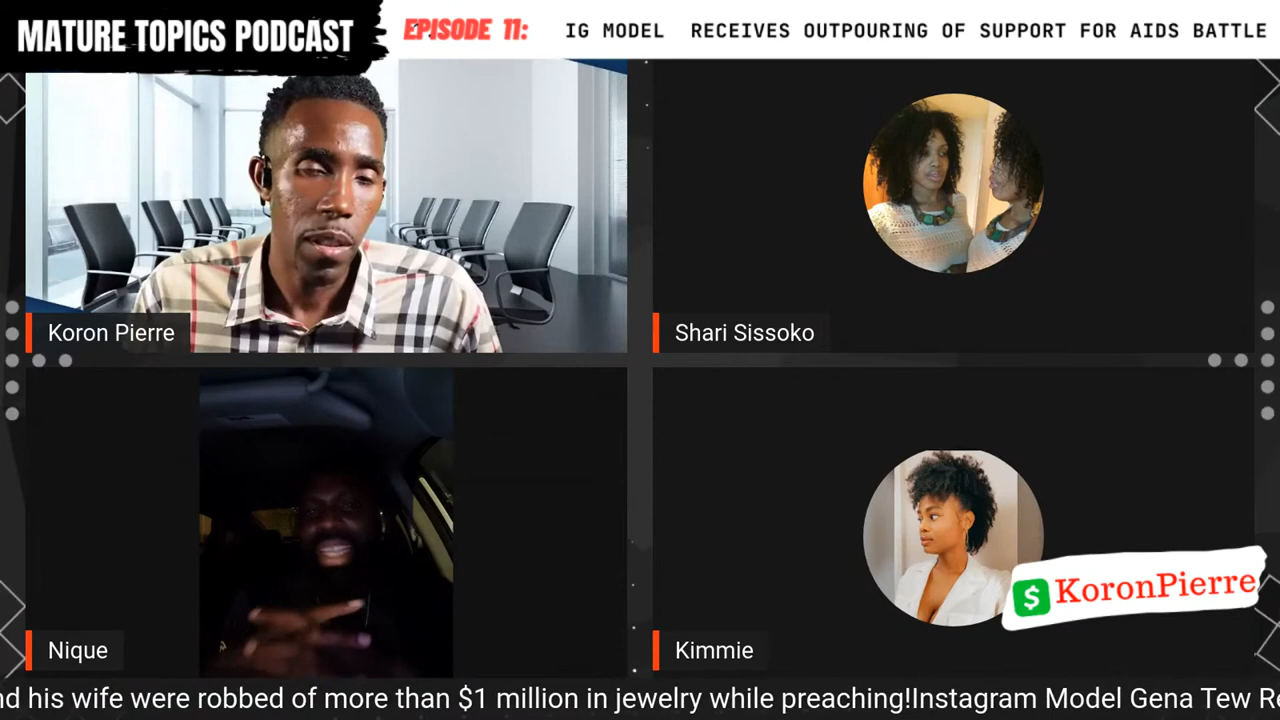 MATURE TOPICS PODCAST
EPISODE 11: IG MODEL RECEIVES OUTPOURING OF SUPPORT FOR AIDS BATTLE
Koron Pierre
Shari Sissoko
$ KoronPierre
Nique
Kimmie
his wife were robbed of more than $1 million in jewelry while preaching!Instagram Model Gena Tew